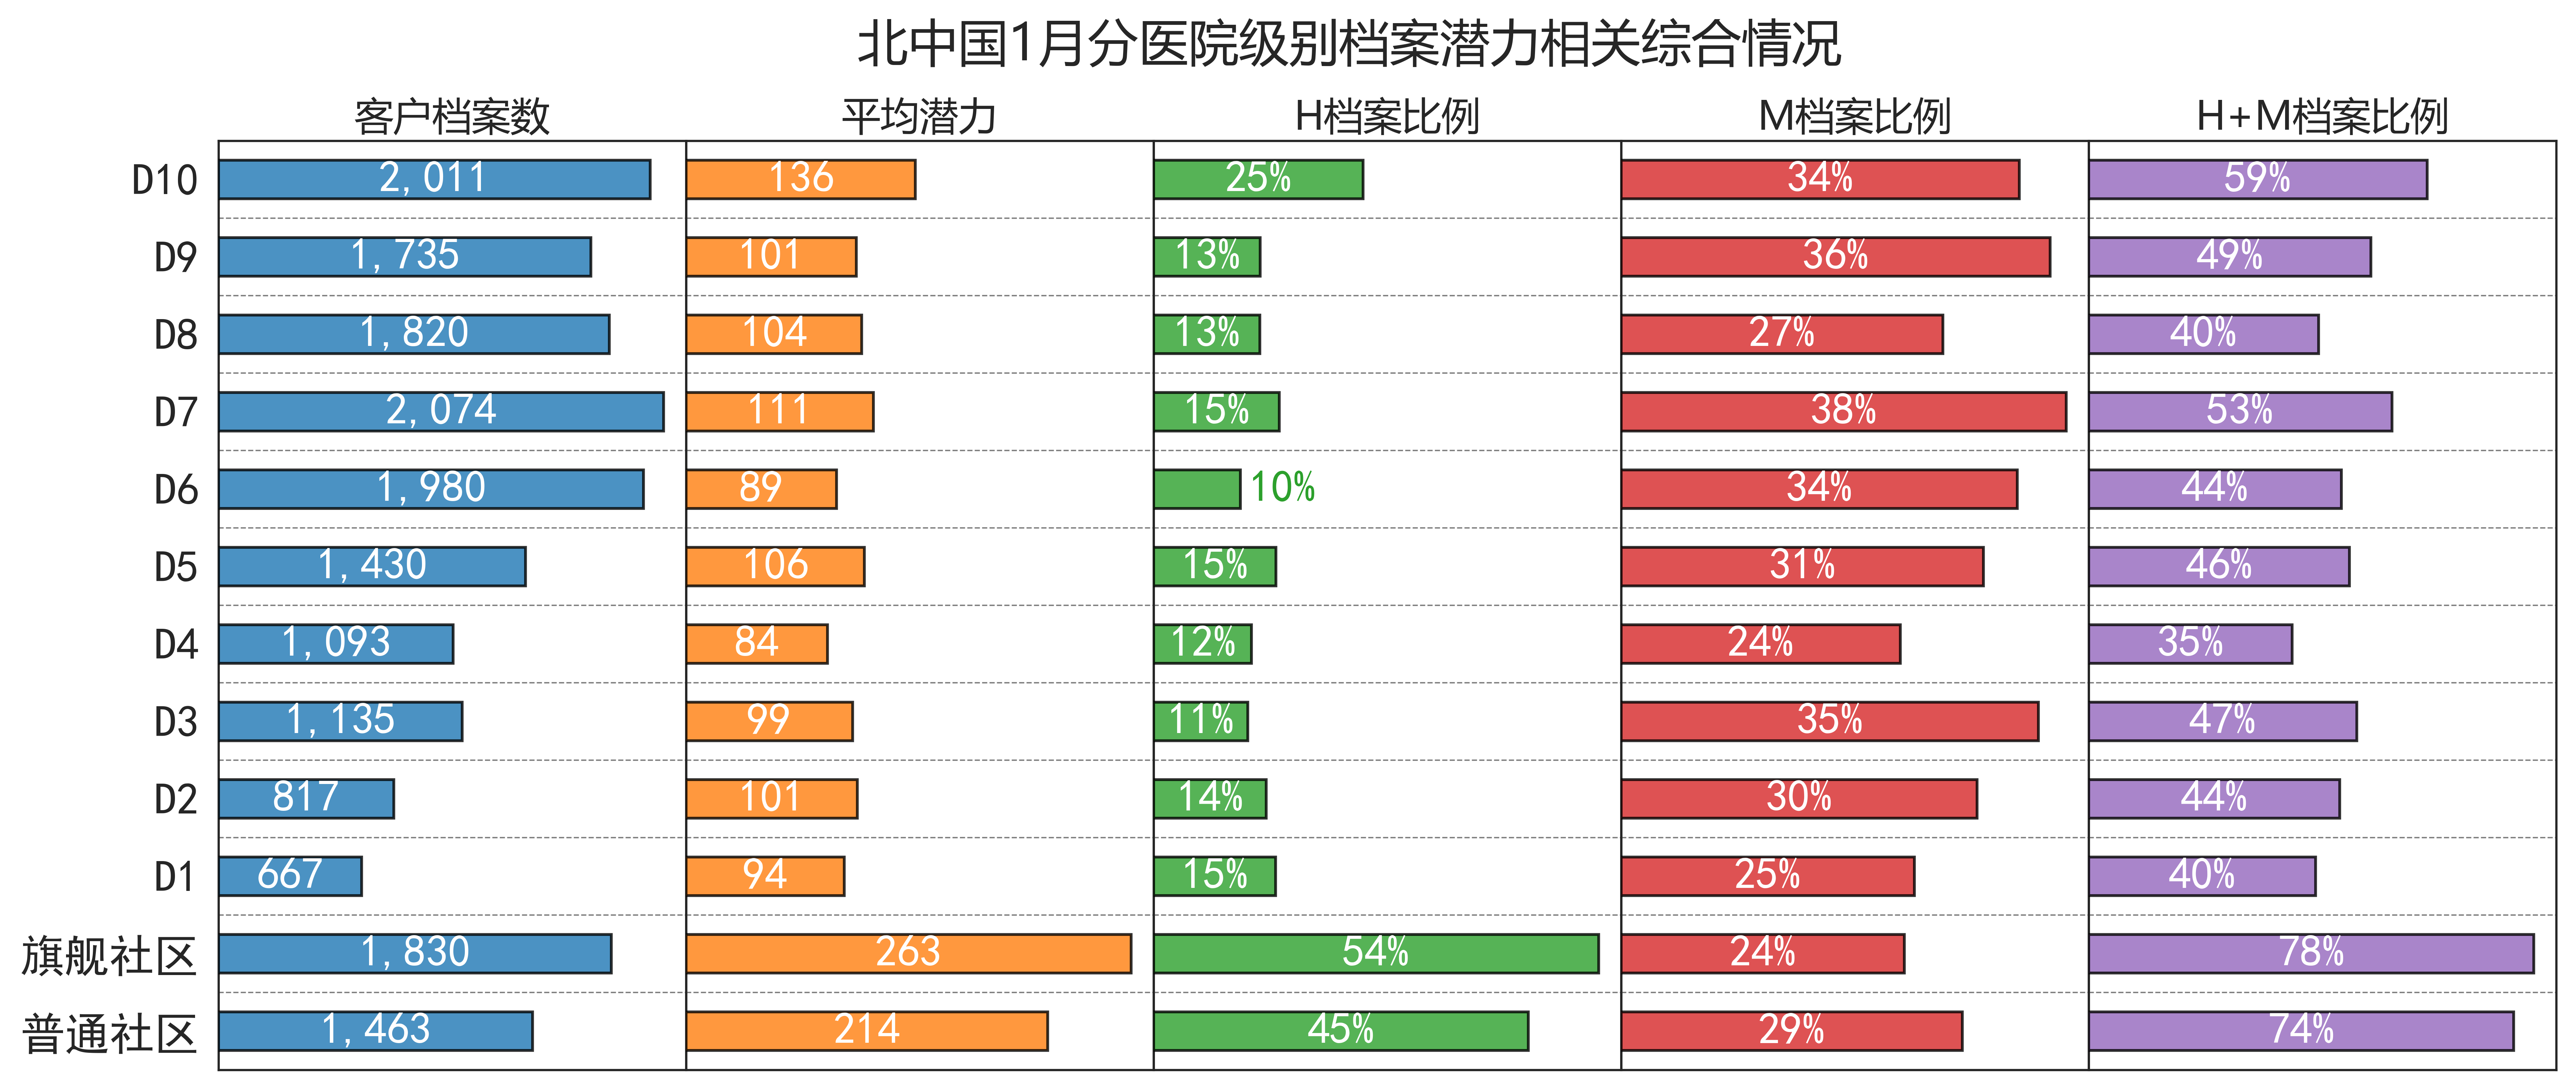 北中国1月分医院级别档案潜力相关综合情况
客户档案数 平均潜力 H档案比例 M档案比例 H+M档案比例
D10 2,011 136 25% 34% 59%
D9 1,735 101 13% 36% 49%
D8 1,820 104 13% 27% 40%
D7 2,074 111 15% 38% 53%
D6 1,980 89 10% 34% 44%
D5 1,430 106 15% 31% 46%
D4 1,093 84 12% 24% 35%
D3 1,135 99 11% 35% 47%
D2 817 101 14% 30% 44%
D1 667 94 15% 25% 40%
旗舰社区 1,830 263 54% 24% 78%
普通社区 1,463 214 45% 29% 74%